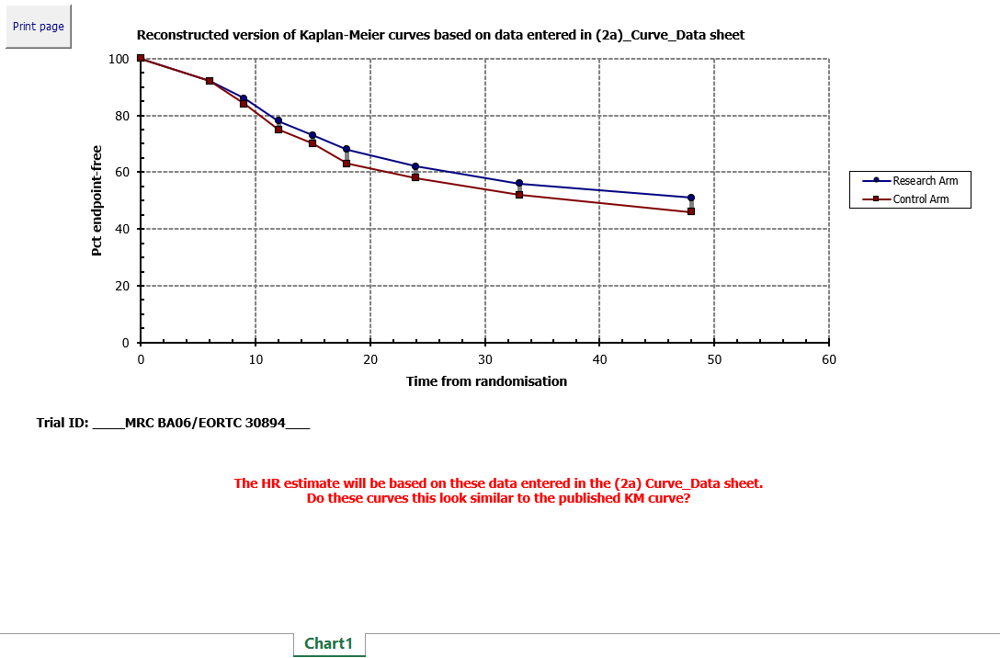 Print page
Reconstructed version of Kaplan-Meier curves based on data entered in (2a)_Curve_Data sheet
100
80
60
40
20
0
Pct endpoint-free
0 10 20 30 40 50 60
Time from randomisation
Research Arm
Control Arm
Trial ID: ____MRC BA06/EORTC 30894___
The HR estimate will be based on these data entered in the (2a) Curve_Data sheet.
Do these curves this look similar to the published KM curve?
Chart1